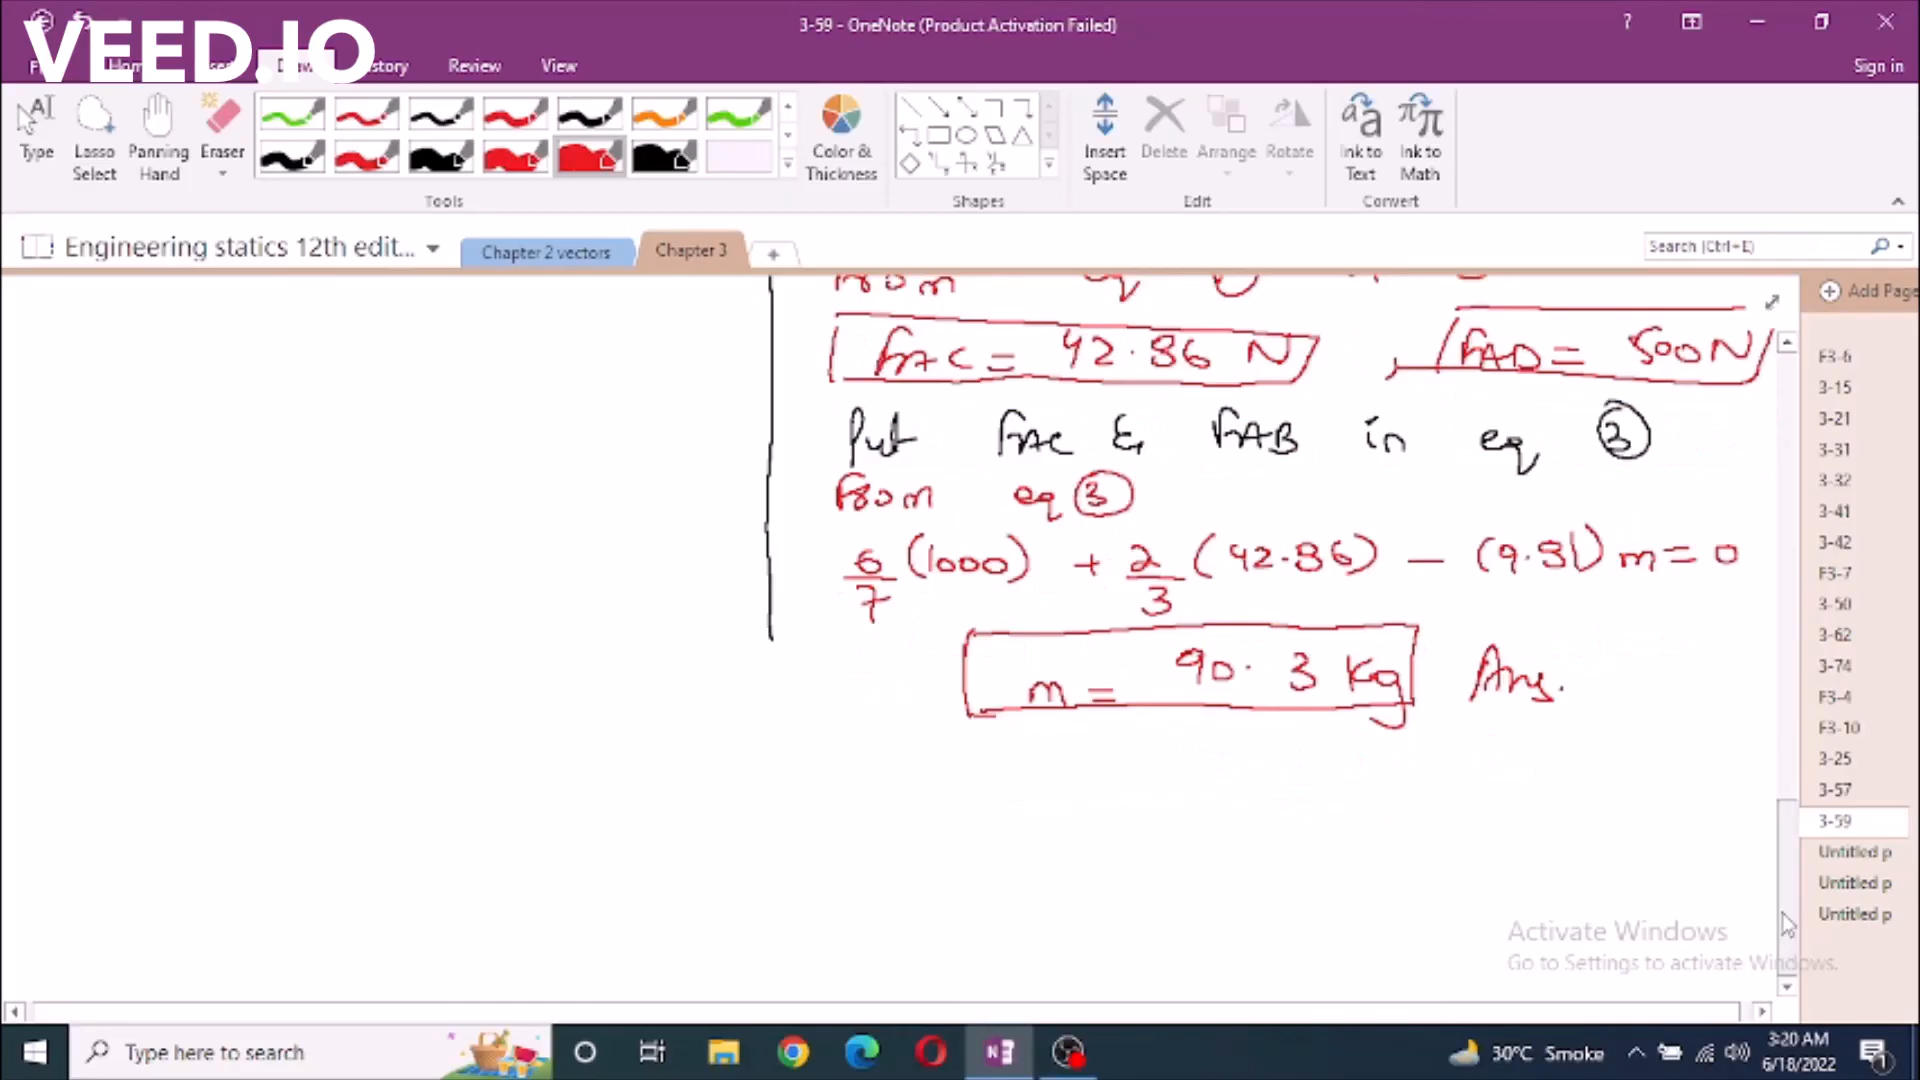 VEED.IO
3-59 - OneNote (Product Activation Failed)
?
Review
View
Sign in
Type
Lasso Select
Panning Hand
Eraser
Color & Thickness
Insert Space
Delete
Arrange
Rotate
Ink to Text
Ink to Math
Tools
Shapes
Edit
Convert
Engineering statics 12th edit...
Chapter 2 vectors
Chapter 3
Search (Ctrl+E)
Add Page
From eq
FAC = 42.86 N , FAD = 500N
Put FAC & FAB in eq 3
From eq 3
6/7 (1000) + 2/3 (42.86) - (9.81) m = 0
m = 90.3 Kg Ans.
F3-6
3-15
3-21
3-31
3-32
3-41
3-42
F3-7
3-50
3-62
3-74
F3-4
F3-10
3-25
3-57
3-59
Untitled p
Untitled p
Untitled p
Activate Windows
Go to Settings to activate Windows.
Type here to search
30°C Smoke
3:20 AM
6/18/2022
1